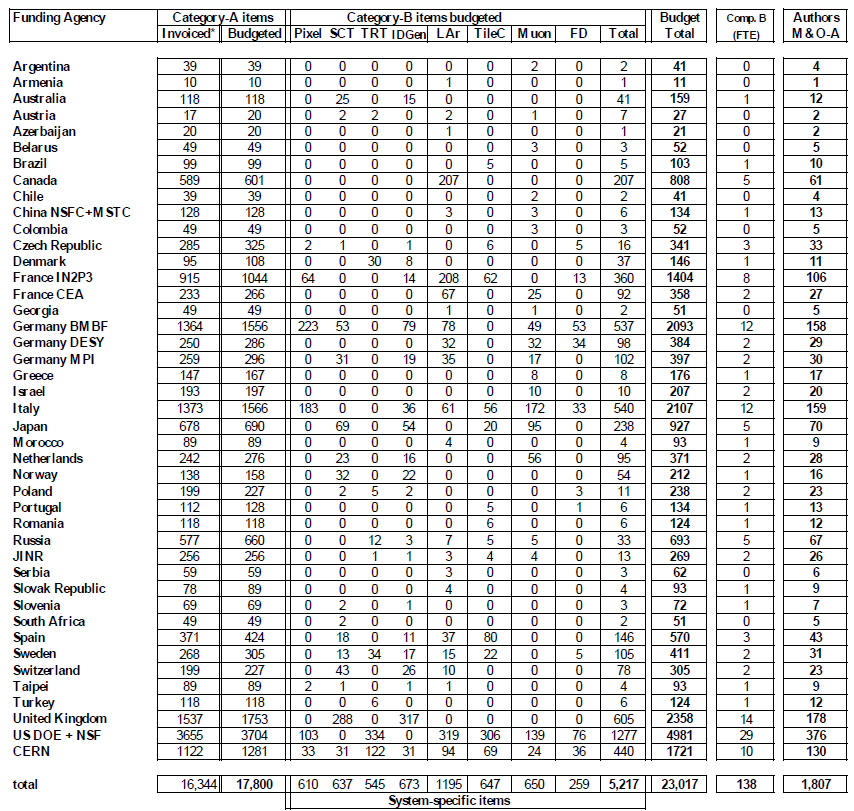 Funding Agency Category-A items Category-B items budgeted Budget Comp. B Authors
Invoiced* Budgeted Pixel SCT TRT IDGen LAr TileC Muon FD Total Total (FTE) M&O-A
Argentina 39 39 0 0 0 0 0 0 2 0 2 41 0 4
Armenia 10 10 0 0 0 0 1 0 0 0 1 11 0 1
Australia 118 118 0 25 0 15 0 0 0 0 41 159 1 12
Austria 17 20 0 2 2 0 2 0 1 0 7 27 0 2
Azerbaijan 20 20 0 0 0 0 1 0 0 0 1 21 0 2
Belarus 49 49 0 0 0 0 0 0 3 0 3 52 0 5
Brazil 99 99 0 0 0 0 0 5 0 0 5 103 1 10
Canada 589 601 0 0 0 0 207 0 0 0 207 808 5 61
Chile 39 39 0 0 0 0 0 0 2 0 2 41 0 4
China NSFC+MSTC 128 128 0 0 0 0 3 0 3 0 6 134 1 13
Colombia 49 49 0 0 0 0 0 0 3 0 3 52 0 5
Czech Republic 285 325 2 1 0 1 0 6 0 5 16 341 3 33
Denmark 95 108 0 0 30 8 0 0 0 0 37 146 1 11
France IN2P3 915 1044 64 0 0 14 208 62 0 13 360 1404 8 106
France CEA 233 266 0 0 0 0 67 0 25 0 92 358 2 27
Georgia 49 49 0 0 0 0 1 0 1 0 2 51 0 5
Germany BMBF 1364 1556 223 53 0 79 78 0 49 53 537 2093 12 158
Germany DESY 250 286 0 0 0 0 32 0 32 34 98 384 2 29
Germany MPI 259 296 0 31 0 19 35 0 17 0 102 397 2 30
Greece 147 167 0 0 0 0 0 0 8 0 8 176 1 17
Israel 193 197 0 0 0 0 0 0 10 0 10 207 2 20
Italy 1373 1566 183 0 0 36 61 56 172 33 540 2107 12 159
Japan 678 690 0 69 0 54 0 20 95 0 238 927 5 70
Morocco 89 89 0 0 0 0 4 0 0 0 4 93 1 9
Netherlands 242 276 0 23 0 16 0 0 56 0 95 371 2 28
Norway 138 158 0 32 0 22 0 0 0 0 54 212 1 16
Poland 199 227 0 2 5 2 0 0 0 3 11 238 2 23
Portugal 112 128 0 0 0 0 0 5 0 1 6 134 1 13
Romania 118 118 0 0 0 0 0 6 0 0 6 124 1 12
Russia 577 660 0 0 12 3 7 5 5 0 33 693 5 67
JINR 256 256 0 0 1 1 3 4 4 0 13 269 2 26
Serbia 59 59 0 0 0 0 3 0 0 0 3 62 0 6
Slovak Republic 78 89 0 0 0 0 4 0 0 0 4 93 1 9
Slovenia 69 69 0 2 0 1 0 0 0 0 3 72 1 7
South Africa 49 49 0 2 0 0 0 0 0 0 2 51 0 5
Spain 371 424 0 18 0 11 37 80 0 0 146 570 3 43
Sweden 268 305 0 13 34 17 15 22 0 5 105 411 2 31
Switzerland 199 227 0 43 0 26 10 0 0 0 78 305 2 23
Taipei 89 89 2 1 0 1 1 0 0 0 4 93 1 9
Turkey 118 118 0 0 6 0 0 0 0 0 6 124 1 12
United Kingdom 1537 1753 0 288 0 317 0 0 0 0 605 2358 14 178
US DOE + NSF 3655 3704 103 0 334 0 319 306 139 76 1277 4981 29 376
CERN 1122 1281 33 31 122 31 94 69 24 36 440 1721 10 130
total 16,344 17,800 610 637 545 673 1195 647 650 259 5,217 23,017 138 1,807
System-specific items